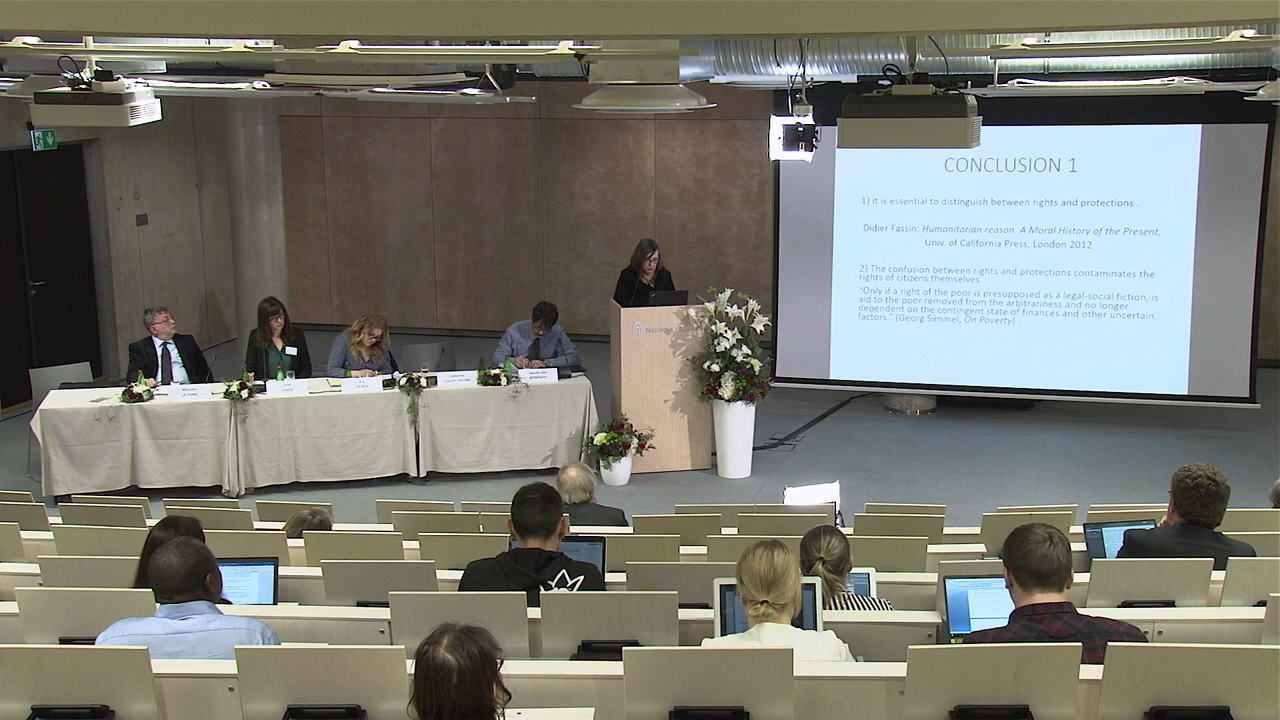 CONCLUSION 1
1) It is essential to distinguish between rights and protections .
Didier Fassin: Humanitarian reason. A Moral History of the Present,
Univ. of California Press, London 2012
2) The confusion between rights and protections contaminates the
rights of citizens themselves.
"Only if a right of the poor is presupposed as a legal-social fiction, is
aid to the poor removed from the arbitrariness and no longer
dependent on the contingent state of finances and other uncertain
factors." (Georg Simmel, On Poverty)
TALLINNA